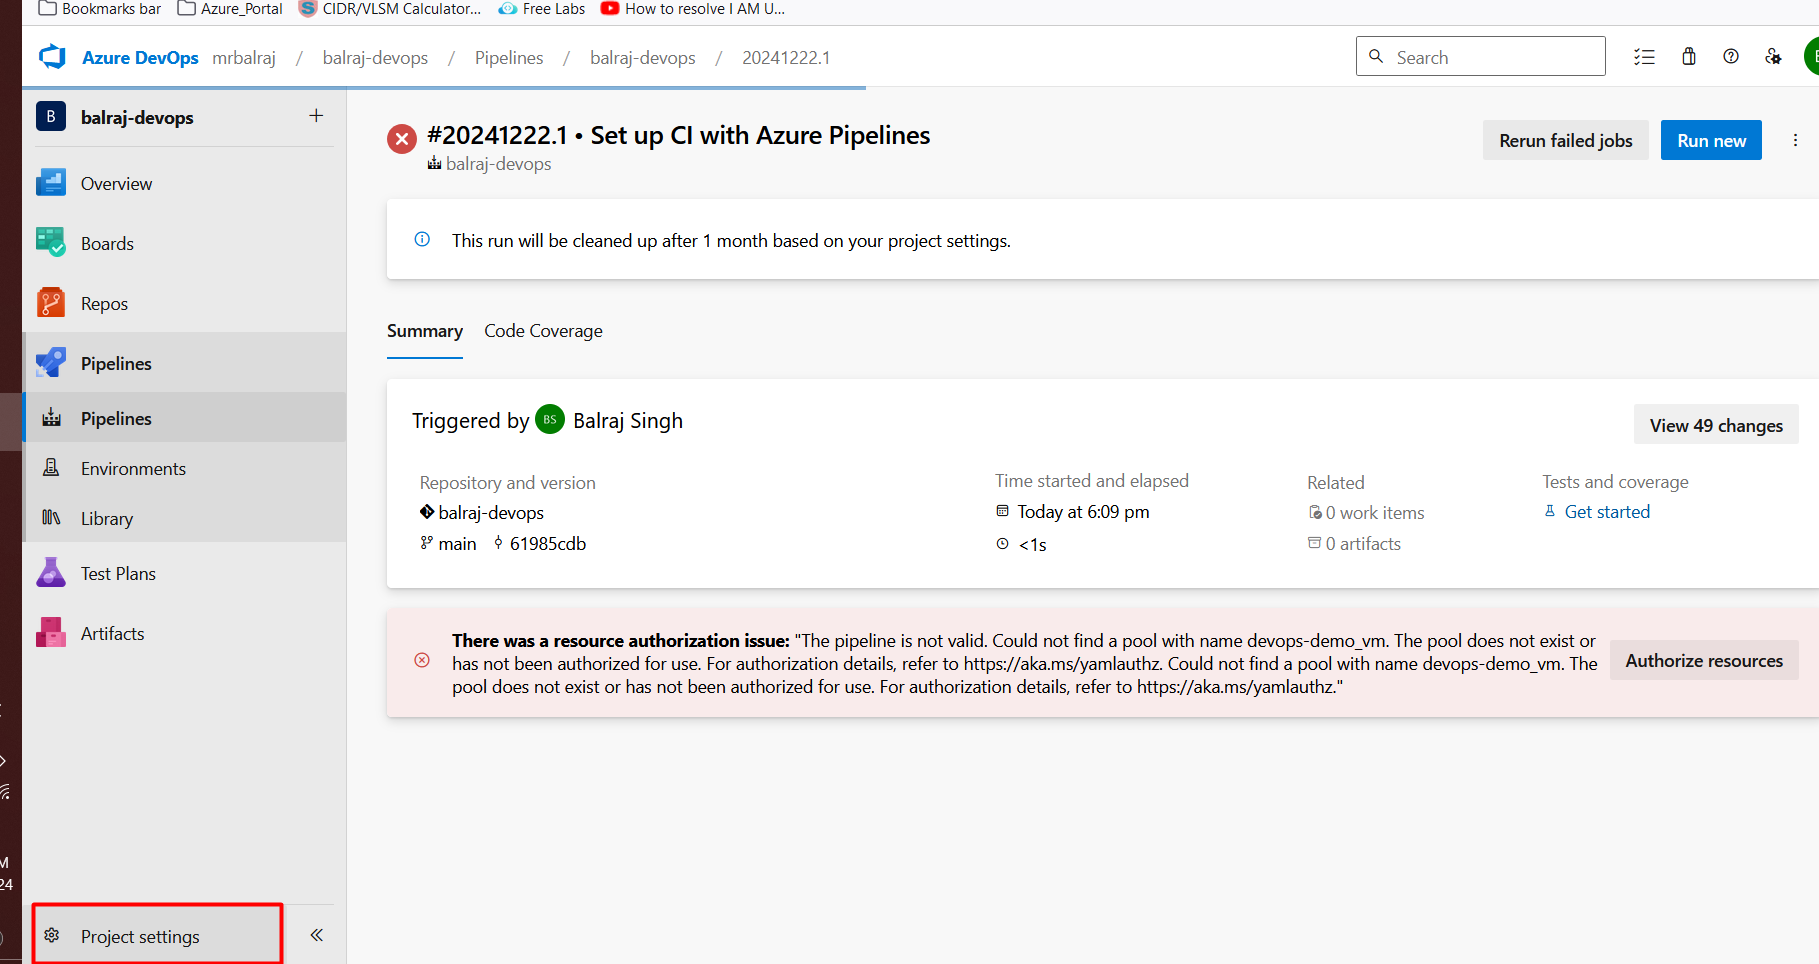 Bookmarks bar Azure_Portal CIDR/VLSM Calculator... Free Labs How to resolve I AM U...
Azure DevOps mrbalraj / balraj-devops / Pipelines / balraj-devops / 20241222.1 Search
B balraj-devops +
Overview
Boards
Repos
Pipelines
Pipelines
Environments
Library
Test Plans
Artifacts
Project settings
#20241222.1 • Set up CI with Azure Pipelines
balraj-devops
Rerun failed jobs Run new
This run will be cleaned up after 1 month based on your project settings.
Summary Code Coverage
Triggered by BS Balraj Singh
View 49 changes
Repository and version
balraj-devops
main 61985cdb
Time started and elapsed
Today at 6:09 pm
<1s
Related
0 work items
0 artifacts
Tests and coverage
Get started
There was a resource authorization issue: "The pipeline is not valid. Could not find a pool with name devops-demo_vm. The pool does not exist or
has not been authorized for use. For authorization details, refer to https://aka.ms/yamlauthz. Could not find a pool with name devops-demo_vm. The
pool does not exist or has not been authorized for use. For authorization details, refer to https://aka.ms/yamlauthz."
Authorize resources
M
24